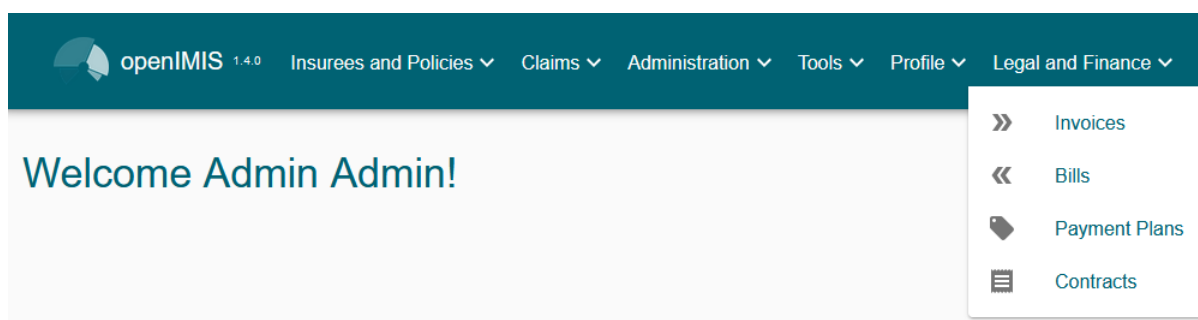 openIMIS 1.4.0 Insurees and Policies Claims Administration Tools Profile Legal and Finance
Invoices
Welcome Admin Admin!
Bills
Payment Plans
Contracts